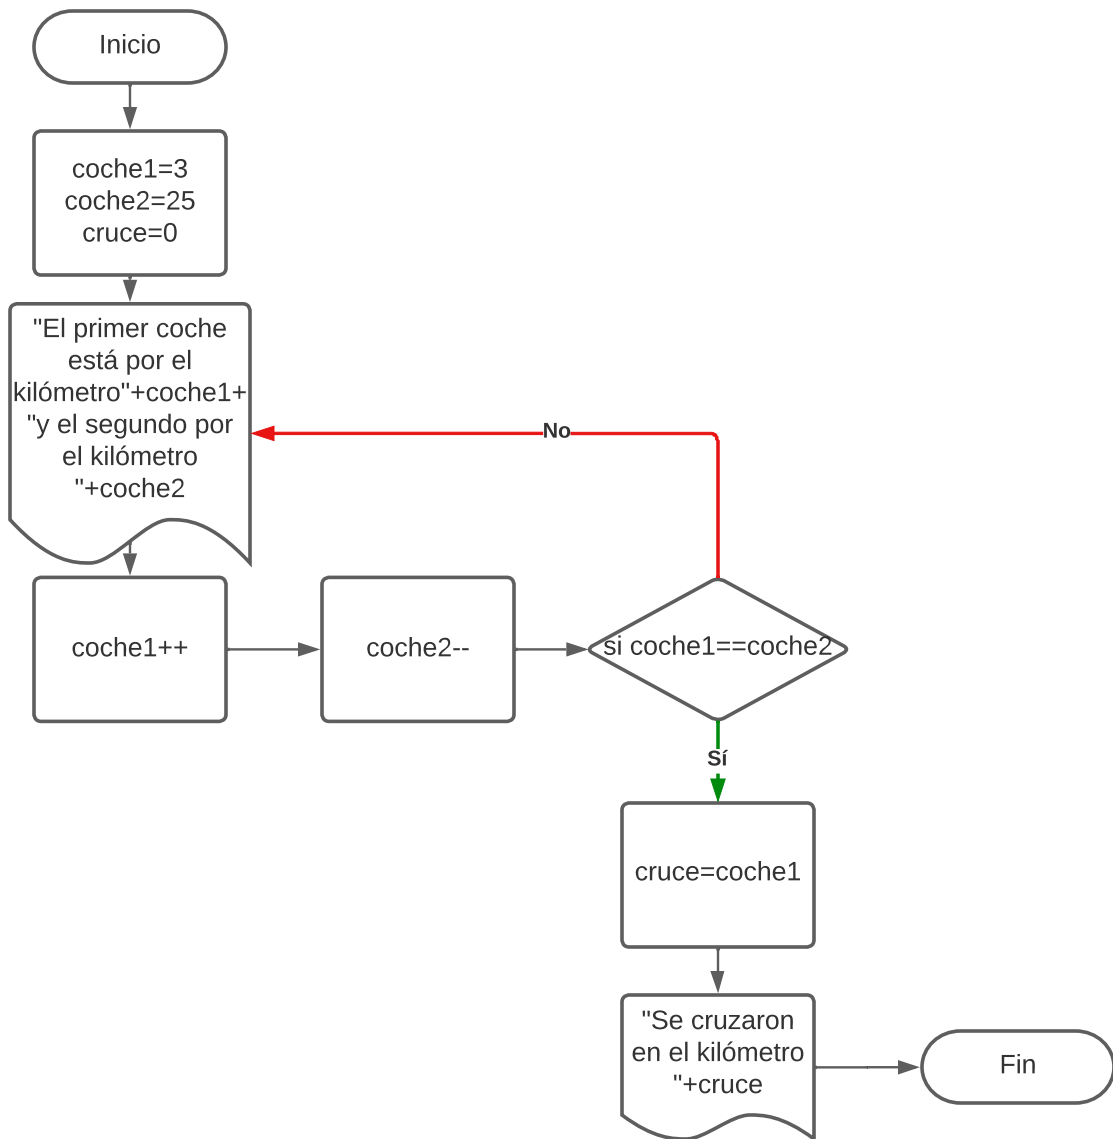 Inicio
coche1=3
coche2=25
cruce=0
"El primer coche
está por el
kilómetro"+coche1+
"y el segundo por
el kilómetro
"+coche2
No
coche1++
coche2--
si coche1==coche2
Sí
cruce=coche1
"Se cruzaron
en el kilómetro
"+cruce
Fin